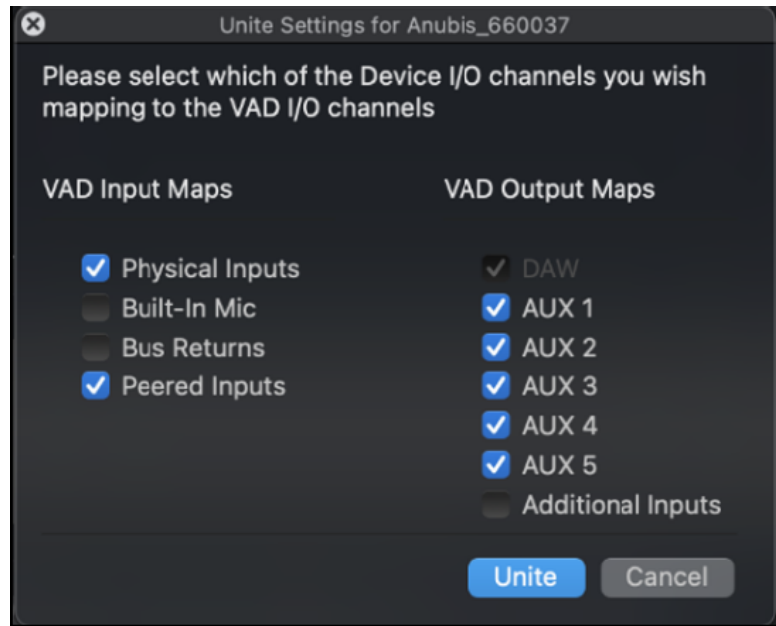 Unite Settings for Anubis_660037
Please select which of the Device I/O channels you wish
mapping to the VAD I/O channels
VAD Input Maps
Physical Inputs
Built-In Mic
Bus Returns
Peered Inputs
VAD Output Maps
DAW
AUX 1
AUX 2
AUX 3
AUX 4
AUX 5
Additional Inputs
Unite
Cancel